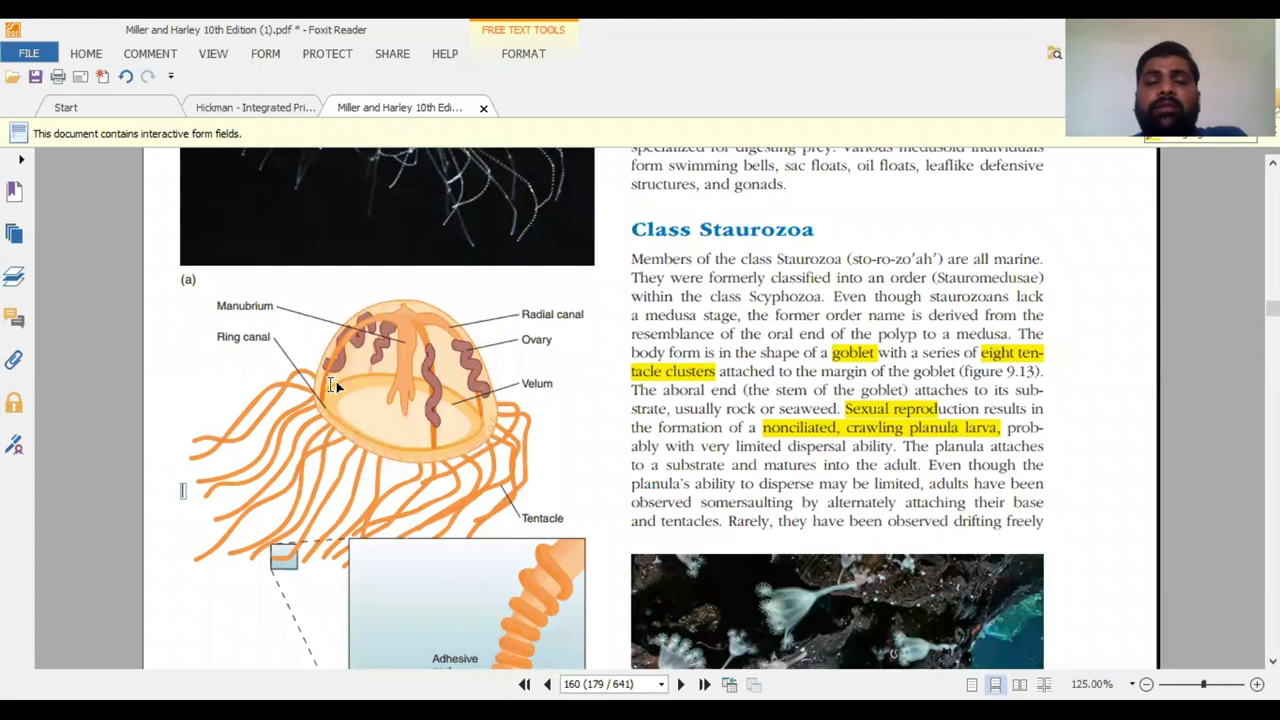 Miller and Harley 10th Edition (1).pdf * - Foxit Reader
FREE TEXT TOOLS
FILE
HOME
COMMENT
VIEW
FORM
PROTECT
SHARE
HELP
FORMAT
Start
Hickman - Integrated Pri...
Miller and Harley 10th Edi...
This document contains interactive form fields.
(a)
Manubrium
Ring canal
Radial canal
Ovary
Velum
Tentacle
Adhesive
specialized for digesting prey. Various medusoid individuals
form swimming bells, sac floats, oil floats, leaflike defensive
structures, and gonads.
Class Staurozoa
Members of the class Staurozoa (sto-ro-zo′ah′) are all marine.
They were formerly classified into an order (Stauromedusae)
within the class Scyphozoa. Even though staurozoans lack
a medusa stage, the former order name is derived from the
resemblance of the oral end of the polyp to a medusa. The
body form is in the shape of a goblet with a series of eight ten-
tacle clusters attached to the margin of the goblet (figure 9.13).
The aboral end (the stem of the goblet) attaches to its sub-
strate, usually rock or seaweed. Sexual reproduction results in
the formation of a nonciliated, crawling planula larva, prob-
ably with very limited dispersal ability. The planula attaches
to a substrate and matures into the adult. Even though the
planula's ability to disperse may be limited, adults have been
observed somersaulting by alternately attaching their base
and tentacles. Rarely, they have been observed drifting freely
160 (179 / 641)
125.00%